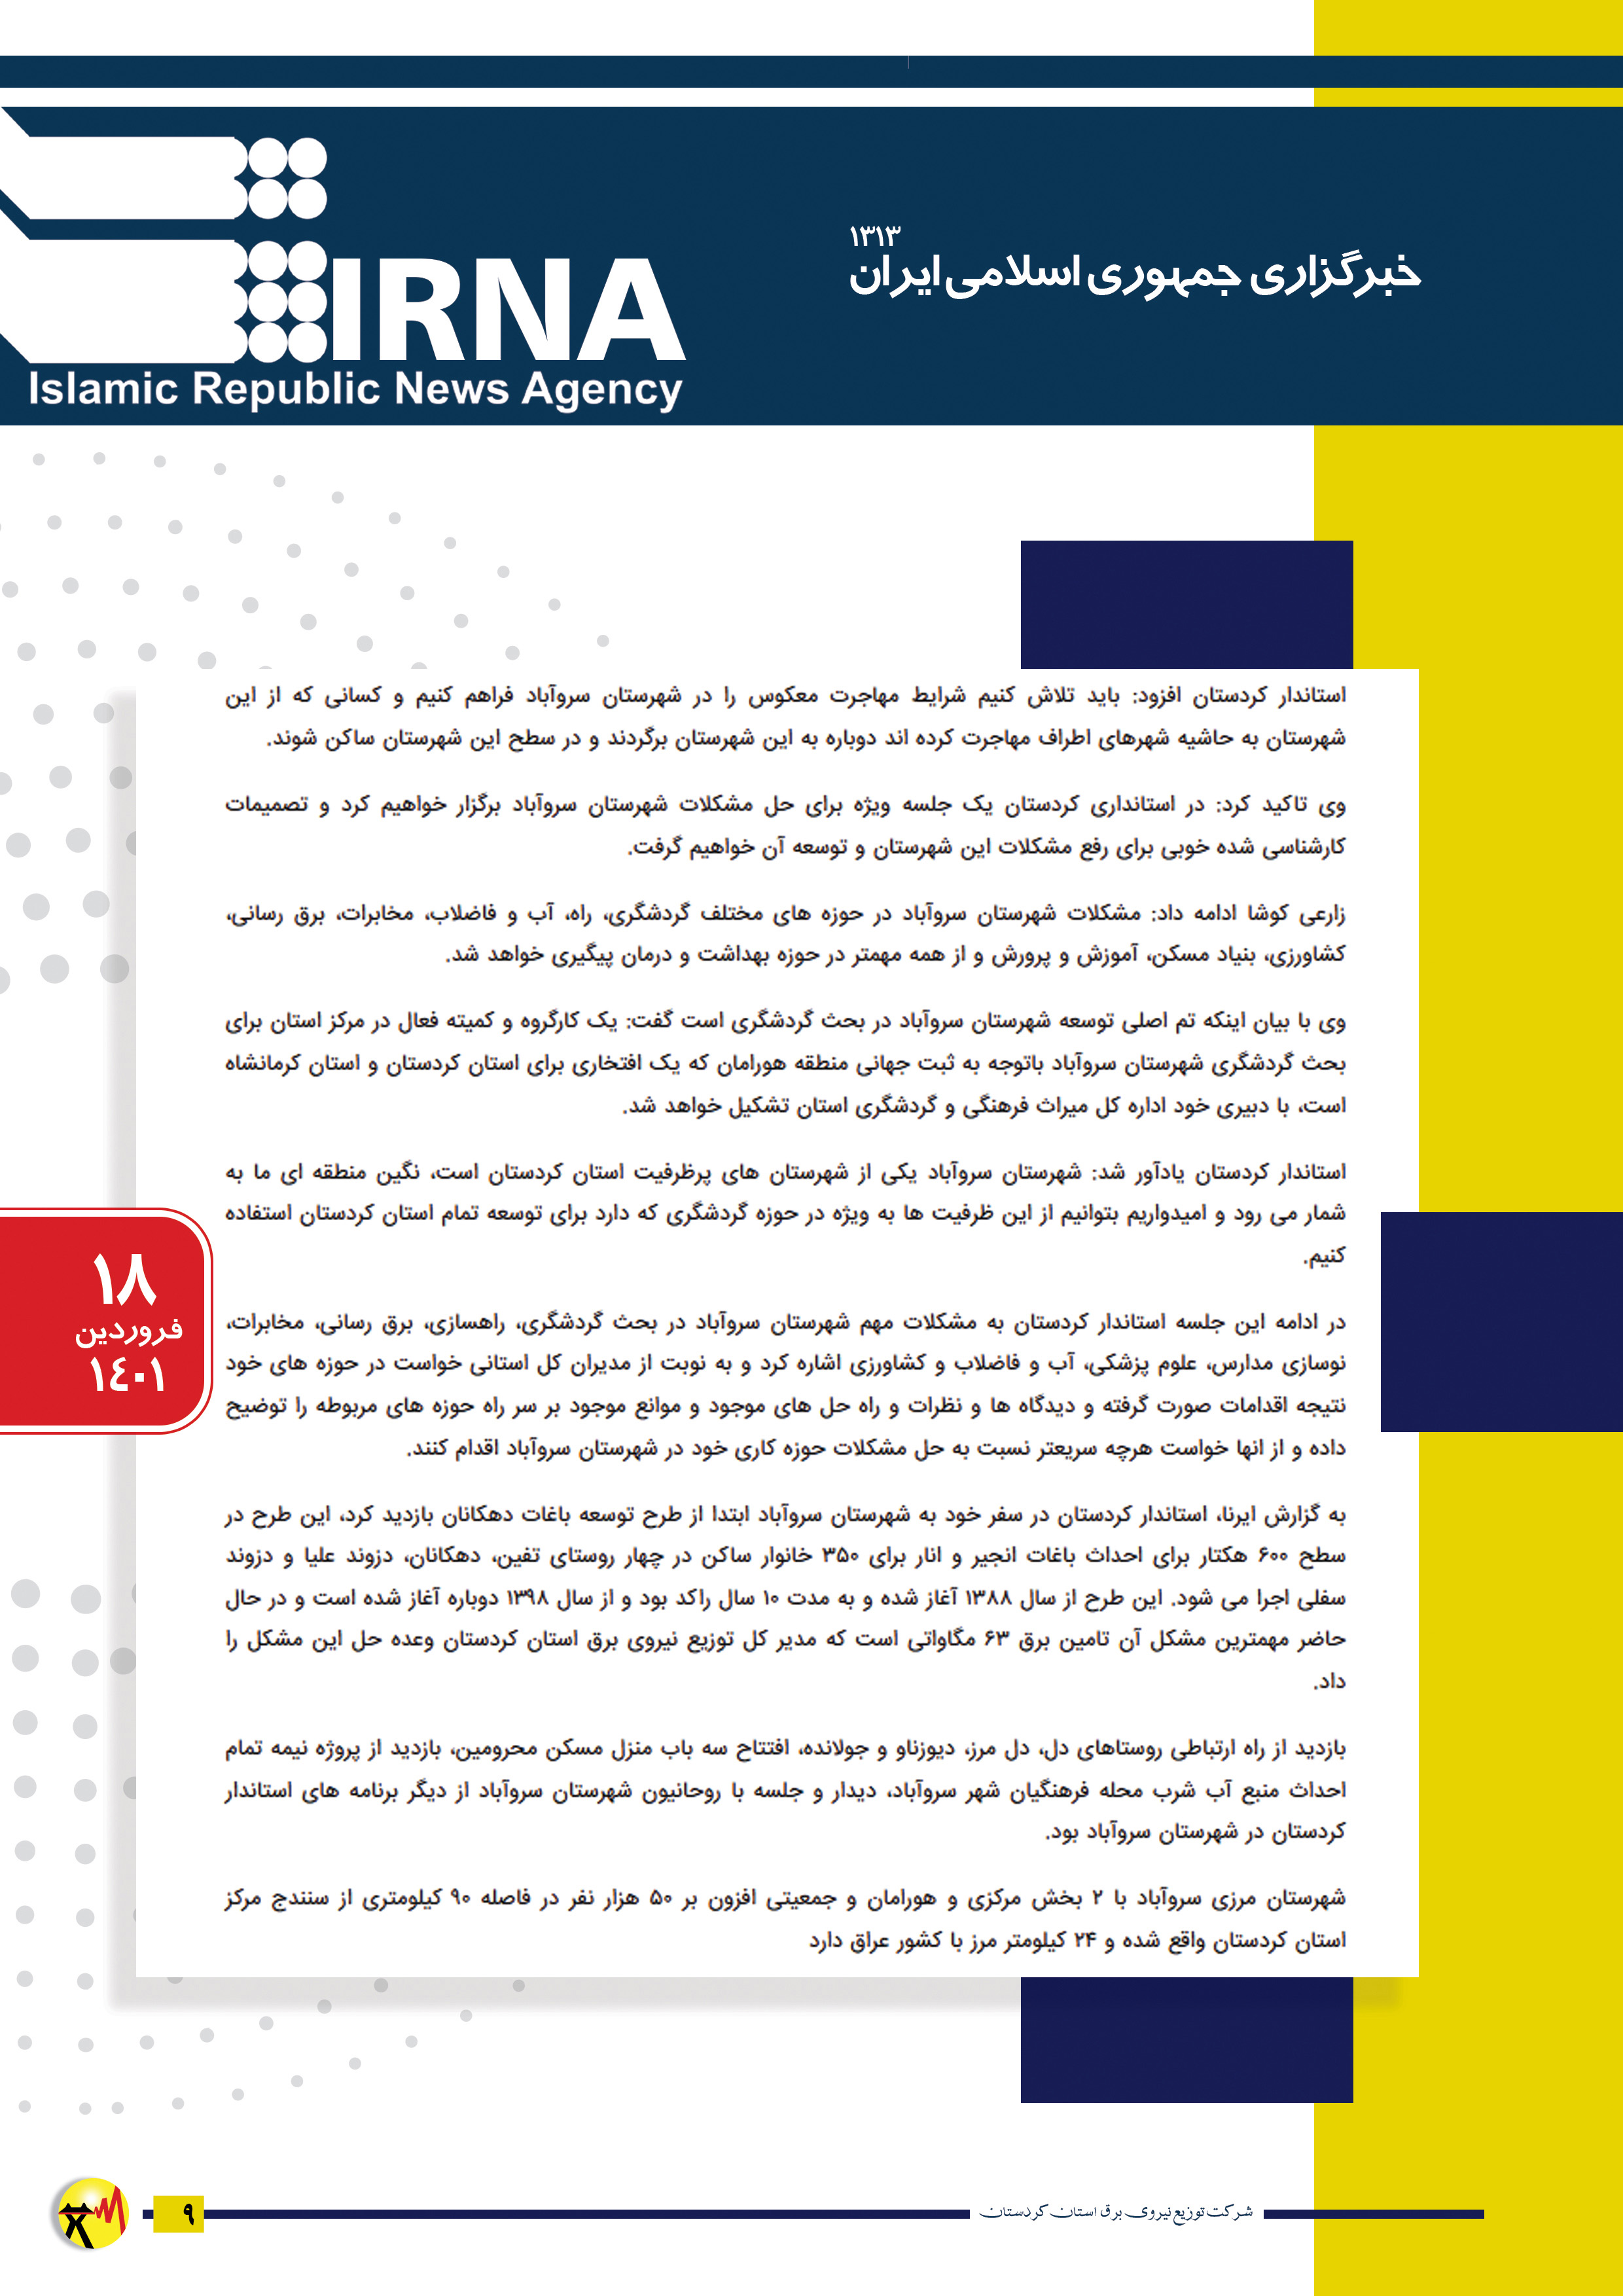 ۱۳۱۳
خبرگزاری جمهوری اسلامی ایران
IRNA
Islamic Republic News Agency
استاندار کردستان افزود: باید تلاش کنیم شرایط مهاجرت معکوس را در شهرستان سروآباد فراهم کنیم و کسانی که از این
شهرستان به حاشیه شهرهای اطراف مهاجرت کرده اند دوباره به این شهرستان برگردند و در سطح این شهرستان ساکن شوند.
وی تاکید کرد: در استانداری کردستان یک جلسه ویژه برای حل مشکلات شهرستان سروآباد برگزار خواهیم کرد و تصمیمات
کارشناسی شده خوبی برای رفع مشکلات این شهرستان و توسعه آن خواهیم گرفت.
زارعی کوشا ادامه داد: مشکلات شهرستان سروآباد در حوزه های مختلف گردشگری، راه، آب و فاضلاب، مخابرات، برق رسانی،
کشاورزی، بنیاد مسکن، آموزش و پرورش و از همه مهمتر در حوزه بهداشت و درمان پیگیری خواهد شد.
وی با بیان اینکه تم اصلی توسعه شهرستان سروآباد در بحث گردشگری است گفت: یک کارگروه و کمیته فعال در مرکز استان برای
بحث گردشگری شهرستان سروآباد باتوجه به ثبت جهانی منطقه هورامان که یک افتخاری برای استان کردستان و استان کرمانشاه
است، با دبیری خود اداره کل میراث فرهنگی و گردشگری استان تشکیل خواهد شد.
استاندار کردستان یادآور شد: شهرستان سروآباد یکی از شهرستان های پرظرفیت استان کردستان است، نگین منطقه ای ما به
شمار می رود و امیدواریم بتوانیم از این ظرفیت ها به ویژه در حوزه گردشگری که دارد برای توسعه تمام استان کردستان استفاده
کنیم.
در ادامه این جلسه استاندار کردستان به مشکلات مهم شهرستان سروآباد در بحث گردشگری، راهسازی، برق رسانی، مخابرات،
نوسازی مدارس، علوم پزشکی، آب و فاضلاب و کشاورزی اشاره کرد و به نوبت از مدیران کل استانی خواست در حوزه های خود
نتیجه اقدامات صورت گرفته و دیدگاه ها و نظرات و راه حل های موجود و موانع موجود بر سر راه حوزه های مربوطه را توضیح
داده و از انها خواست هرچه سریعتر نسبت به حل مشکلات حوزه کاری خود در شهرستان سروآباد اقدام کنند.
به گزارش ایرنا، استاندار کردستان در سفر خود به شهرستان سروآباد ابتدا از طرح توسعه باغات دهکانان بازدید کرد، این طرح در
سطح ۶۰۰ هکتار برای احداث باغات انجیر و انار برای ۳۵۰ خانوار ساکن در چهار روستای تفین، دهکانان، دزوند علیا و دزوند
سفلی اجرا می شود. این طرح از سال ۱۳۸۸ آغاز شده و به مدت ۱۰ سال راکد بود و از سال ۱۳۹۸ دوباره آغاز شده است و در حال
حاضر مهمترین مشکل آن تامین برق ۶۳ مگاواتی است که مدیر کل توزیع نیروی برق استان کردستان وعده حل این مشکل را
داد.
بازدید از راه ارتباطی روستاهای دل، دل مرز، دیوزناو و جولانده، افتتاح سه باب منزل مسکن محرومین، بازدید از پروژه نیمه تمام
احداث منبع آب شرب محله فرهنگیان شهر سروآباد، دیدار و جلسه با روحانیون شهرستان سروآباد از دیگر برنامه های استاندار
کردستان در شهرستان سروآباد بود.
شهرستان مرزی سروآباد با ۲ بخش مرکزی و هورامان و جمعیتی افزون بر ۵۰ هزار نفر در فاصله ۹۰ کیلومتری از سنندج مرکز
استان کردستان واقع شده و ۲۴ کیلومتر مرز با کشور عراق دارد
۱۸
فروردین
۱٤۰۱
شرکت توزیع نیروی برق استان کردستان
۹